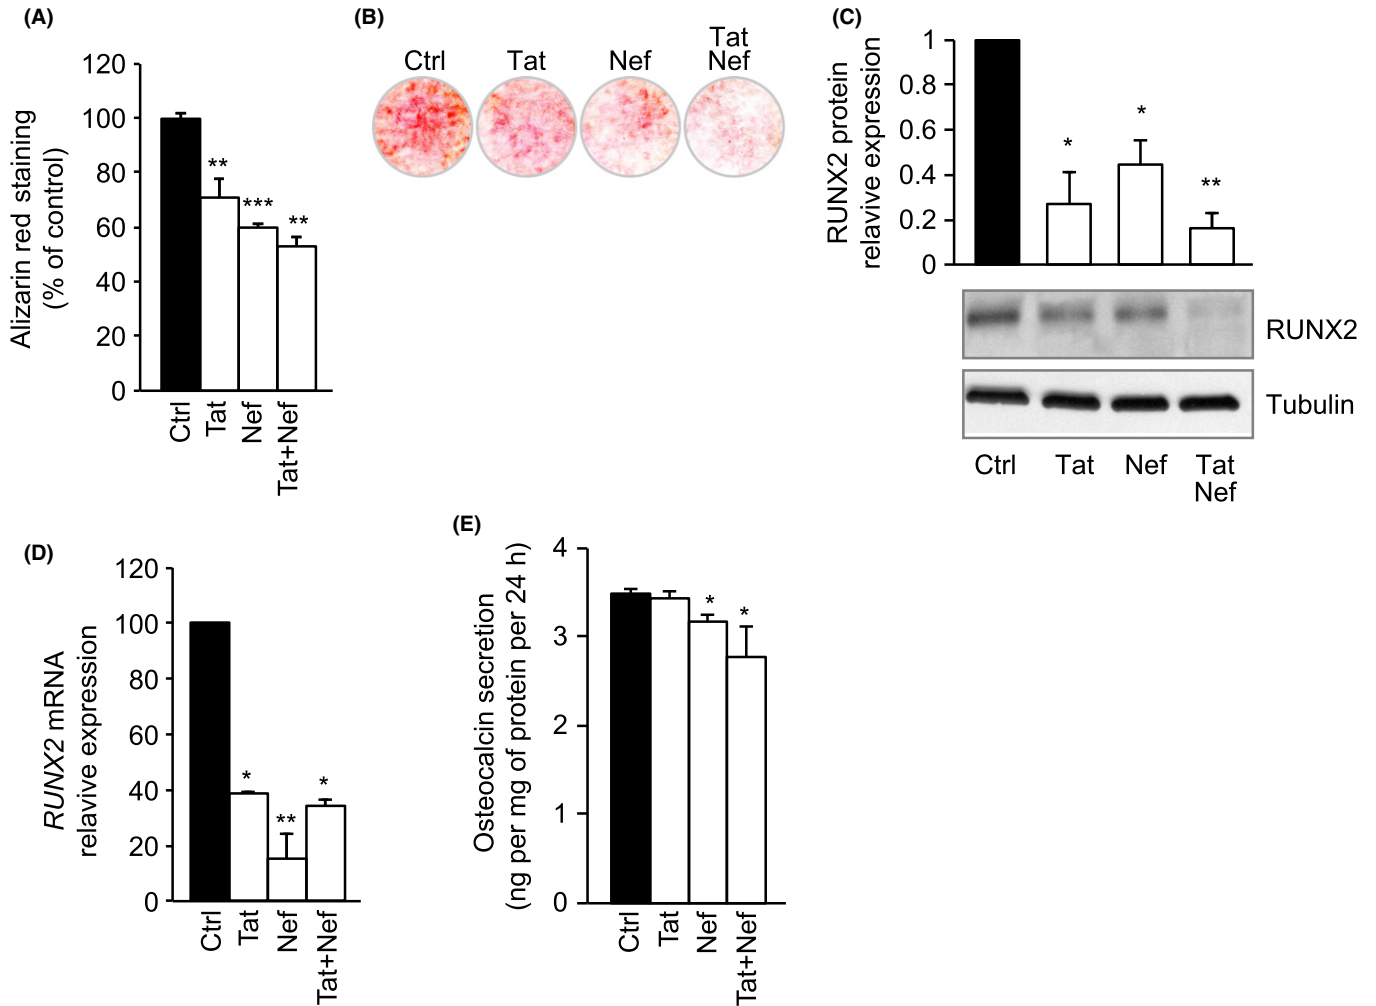 (A)
Alizarin red staining
(% of control)
120
100
80
60
40
20
0
**
***
**
Ctrl
Tat
Nef
Tat+Nef
(B)
Ctrl
Tat
Nef
Tat
Nef
(C)
RUNX2 protein
relavive expression
1
0.8
0.6
0.4
0.2
0
*
*
**
RUNX2
Tubulin
Ctrl
Tat
Nef
Tat
Nef
(D)
RUNX2 mRNA
relavive expression
120
100
80
60
40
20
0
*
**
*
Ctrl
Tat
Nef
Tat+Nef
(E)
Osteocalcin secretion
(ng per mg of protein per 24 h)
4
3
2
1
0
*
*
Ctrl
Tat
Nef
Tat+Nef